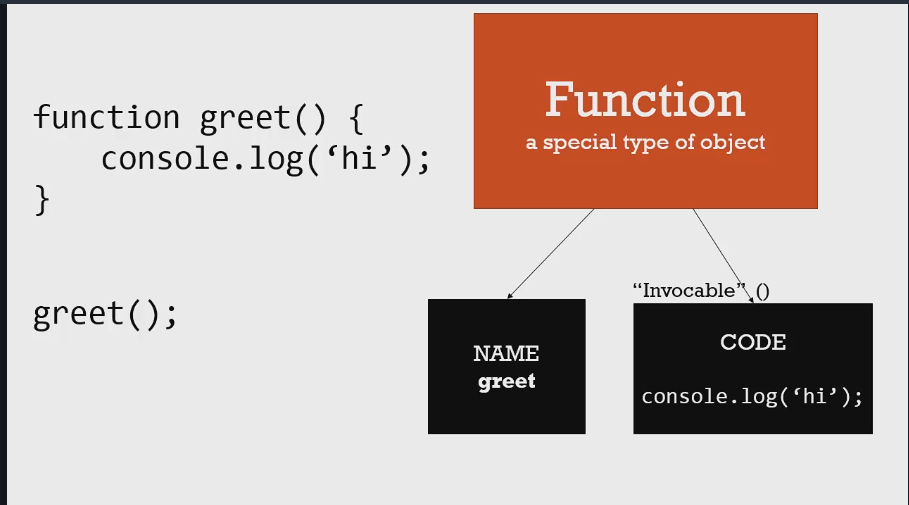 function greet() {
console.log(‘hi’);
}
greet();
Function
a special type of object
“Invocable” ()
NAME
greet
CODE
console.log(‘hi’);